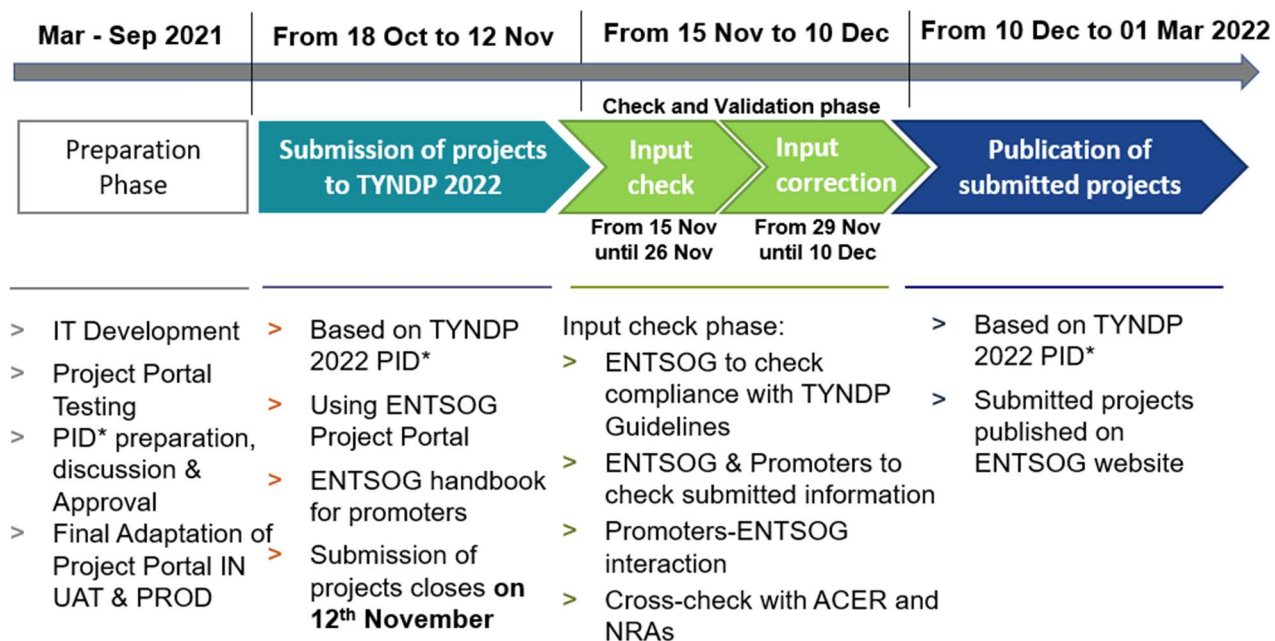 Mar - Sep 2021
From 18 Oct to 12 Nov
From 15 Nov to 10 Dec
From 10 Dec to 01 Mar 2022
Check and Validation phase
Preparation
Phase
Submission of projects
to TYNDP 2022
Input
check
Input
correction
Publication of
submitted projects
From 15 Nov
until 26 Nov
From 29 Nov
until 10 Dec
> IT Development
> Project Portal
Testing
> PID* preparation,
discussion &
Approval
> Final Adaptation of
Project Portal IN
UAT & PROD
> Based on TYNDP
2022 PID*
> Using ENTSOG
Project Portal
> ENTSOG handbook
for promoters
> Submission of
projects closes on
12th November
Input check phase:
> ENTSOG to check
compliance with TYNDP
Guidelines
> ENTSOG & Promoters to
check submitted information
> Promoters-ENTSOG
interaction
> Cross-check with ACER and
NRAs
> Based on TYNDP
2022 PID*
> Submitted projects
published on
ENTSOG website